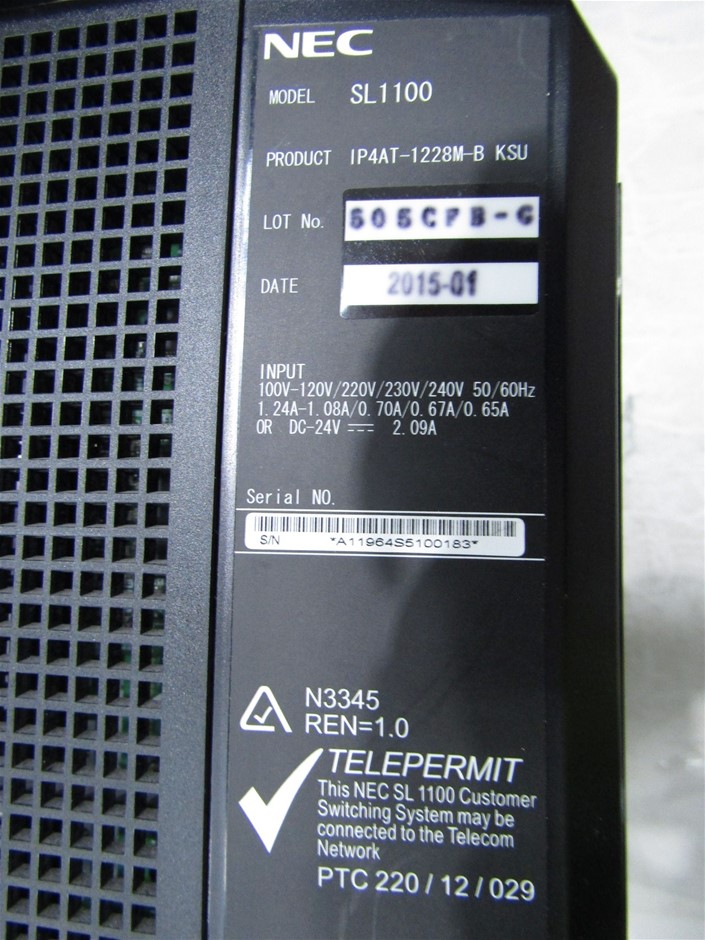 NEC
MODEL SL1100
PRODUCT IP4AT-1228M-B KSU
LOT No. 505CFB-G
DATE 2015-01
INPUT
100V-120V/220V/230V/240V 50/60Hz
1.24A-1.08A/0.70A/0.67A/0.65A
OR DC-24V ⎓ 2.09A
Serial NO.
S/N *A11964S5100183*
N3345
REN=1.0
TELEPERMIT
This NEC SL 1100 Customer
Switching System may be
connected to the Telecom
Network
PTC 220 / 12 / 029